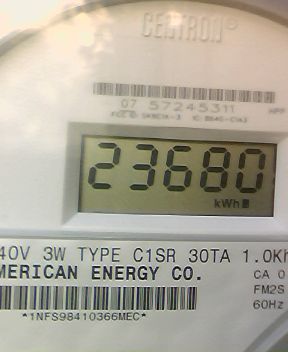 CENTRON®
07 57245311
23680
kWh
40V 3W TYPE C1SR 30TA 1.0Kh
MERICAN ENERGY CO.
CA 0
FM2S
60Hz
*1NFS98410366MEC*